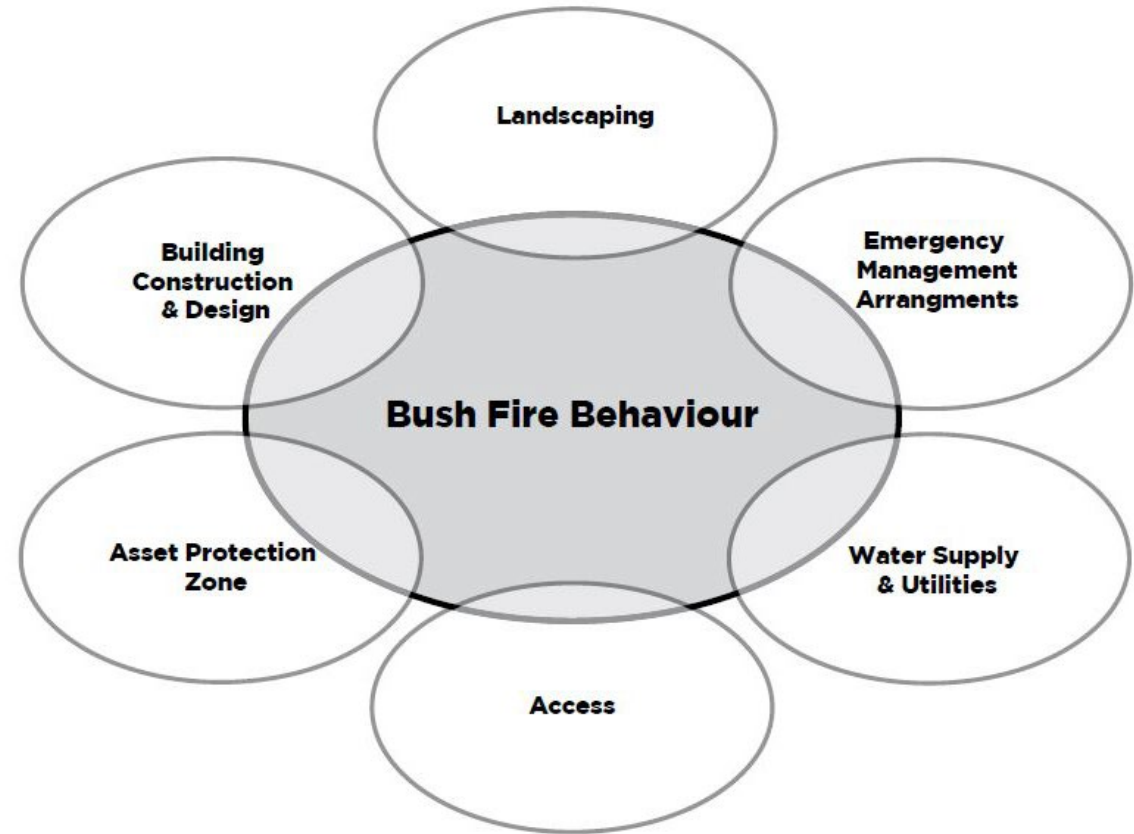 Landscaping
Building
Construction
& Design
Emergency
Management
Arrangments
Bush Fire Behaviour
Asset Protection
Zone
Water Supply
& Utilities
Access